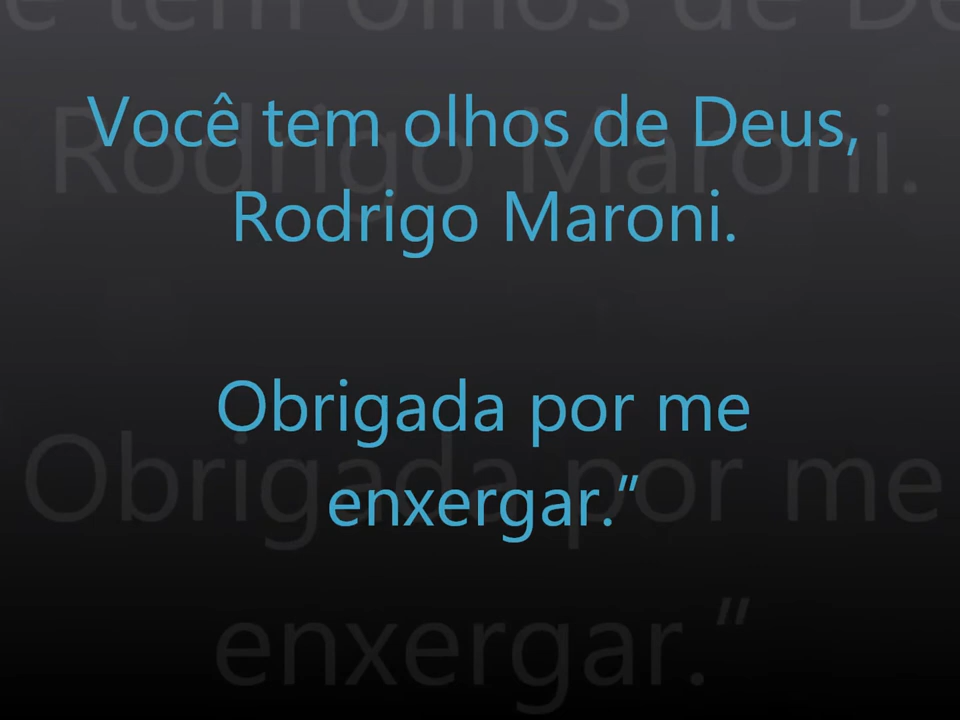 Você tem olhos de Deus,
Rodrigo Maroni.
Obrigada por me
enxergar.”